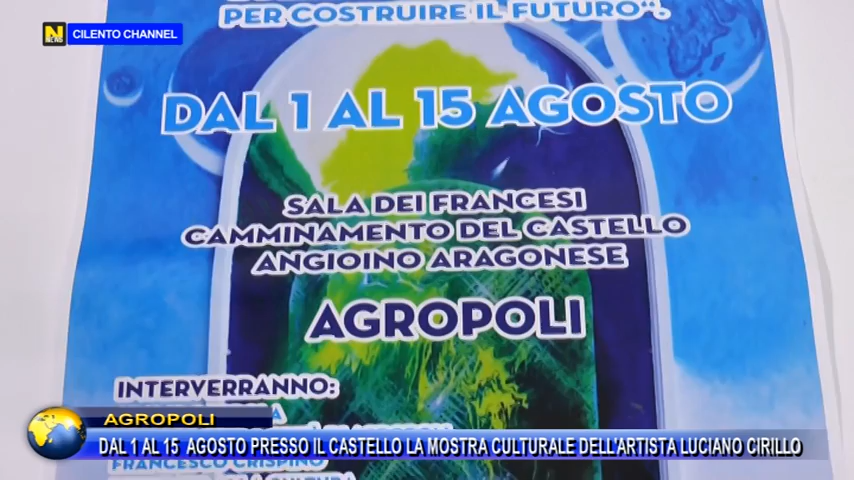 CILENTO CHANNEL
PER COSTRUIRE IL FUTURO“.
DAL 1 AL 15 AGOSTO
SALA DEI FRANCESI
CAMMINAMENTO DEL CASTELLO
ANGIOINO ARAGONESE
AGROPOLI
INTERVERRANNO:
AGROPOLI
DAL 1 AL 15 AGOSTO PRESSO IL CASTELLO LA MOSTRA CULTURALE DELL'ARTISTA LUCIANO CIRILLO
FRANCESCO CRISPINO